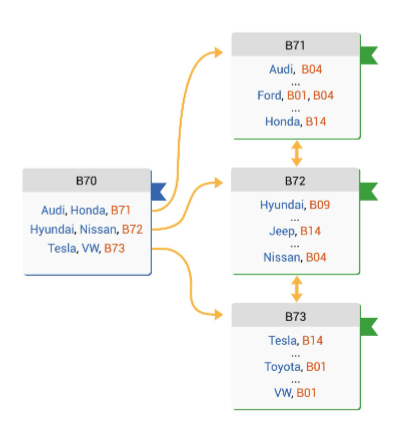 B70
Audi, Honda, B71
Hyundai, Nissan, B72
Tesla, VW, B73
B71
Audi, B04
...
Ford, B01, B04
...
Honda, B14
B72
Hyundai, B09
...
Jeep, B14
...
Nissan, B04
B73
Tesla, B14
...
Toyota, B01
...
VW, B01